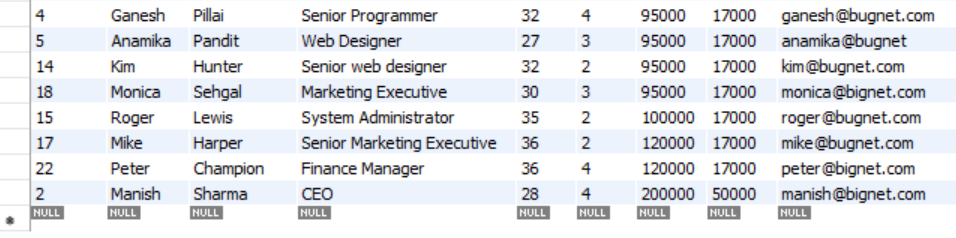 4 Ganesh Pillai Senior Programmer 32 4 95000 17000 ganesh@bugnet.com
5 Anamika Pandit Web Designer 27 3 95000 17000 anamika@bugnet
14 Kim Hunter Senior web designer 32 2 95000 17000 kim@bugnet.com
18 Monica Sehgal Marketing Executive 30 3 95000 17000 monica@bignet.com
15 Roger Lewis System Administrator 35 2 100000 17000 roger@bugnet.com
17 Mike Harper Senior Marketing Executive 36 2 120000 17000 mike@bugnet.com
22 Peter Champion Finance Manager 36 4 120000 17000 peter@bignet.com
2 Manish Sharma CEO 28 4 200000 50000 manish@bignet.com
NULL NULL NULL NULL NULL NULL NULL NULL NULL